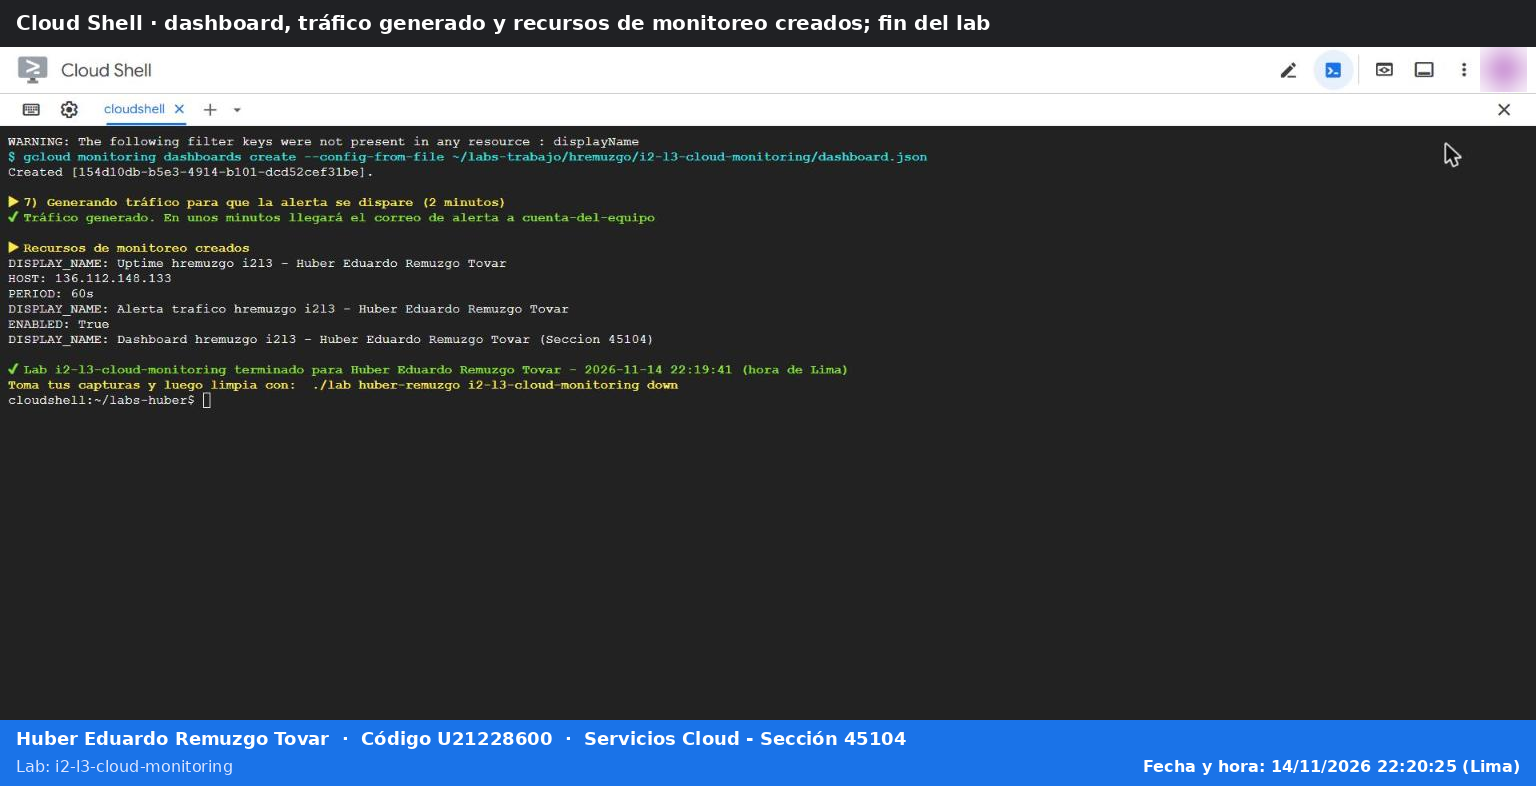 Cloud Shell · dashboard, tráfico generado y recursos de monitoreo creados; fin del lab
Cloud Shell
cloudshell
WARNING: The following filter keys were not present in any resource : displayName
$ gcloud monitoring dashboards create --config-from-file ~/labs-trabajo/hremuzgo/i2-l3-cloud-monitoring/dashboard.json
Created [154d10db-b5e3-4914-b101-dcd52cef31be].
▶ 7) Generando tráfico para que la alerta se dispare (2 minutos)
✔ Tráfico generado. En unos minutos llegará el correo de alerta a cuenta-del-equipo
▶ Recursos de monitoreo creados
DISPLAY_NAME: Uptime hremuzgo i2l3 - Huber Eduardo Remuzgo Tovar
HOST: 136.112.148.133
PERIOD: 60s
DISPLAY_NAME: Alerta trafico hremuzgo i2l3 - Huber Eduardo Remuzgo Tovar
ENABLED: True
DISPLAY_NAME: Dashboard hremuzgo i2l3 - Huber Eduardo Remuzgo Tovar (Seccion 45104)
✔ Lab i2-l3-cloud-monitoring terminado para Huber Eduardo Remuzgo Tovar - 2026-11-14 22:19:41 (hora de Lima)
Toma tus capturas y luego limpia con:  ./lab huber-remuzgo i2-l3-cloud-monitoring down
cloudshell:~/labs-huber$
Huber Eduardo Remuzgo Tovar · Código U21228600 · Servicios Cloud - Sección 45104
Lab: i2-l3-cloud-monitoring
Fecha y hora: 14/11/2026 22:20:25 (Lima)